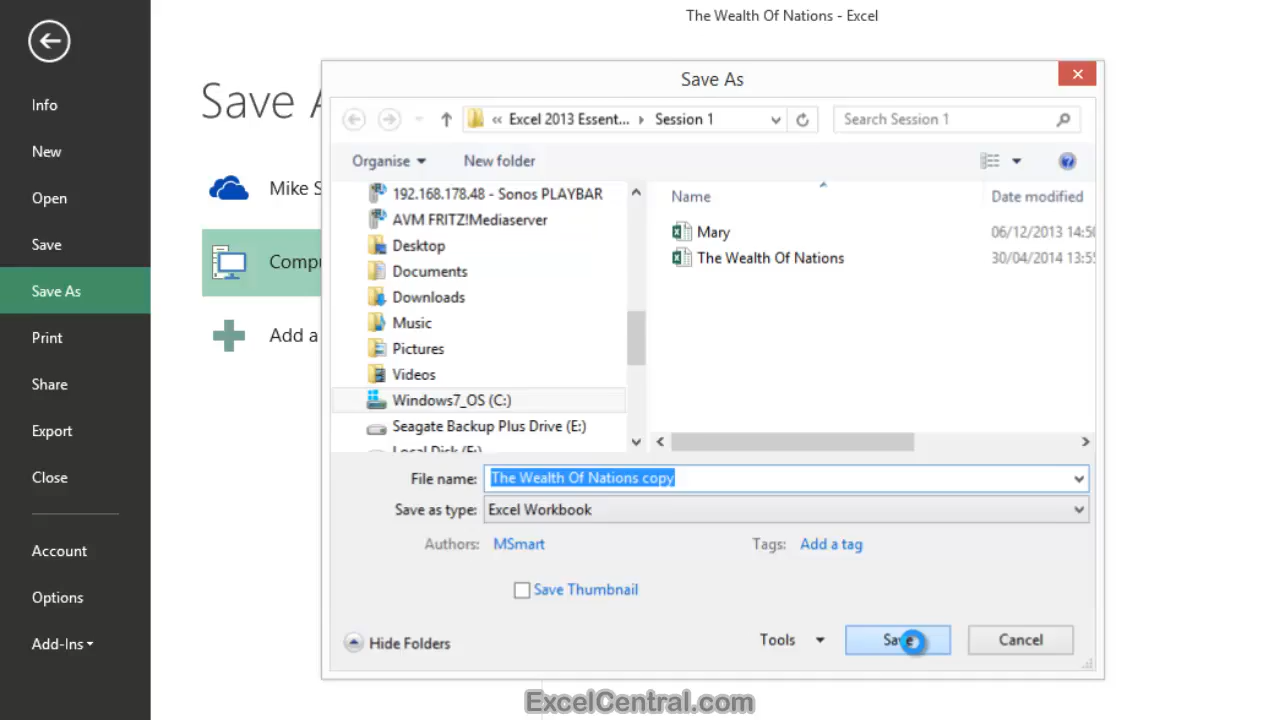 The Wealth Of Nations - Excel
Info
New
Open
Save
Save As
Print
Share
Export
Close
Account
Options
Add-Ins
Save A
Mike S
Compu
Add a
Save As
« Excel 2013 Essent... Session 1
Search Session 1
Organise
New folder
192.168.178.48 - Sonos PLAYBAR
AVM FRITZ!Mediaserver
Desktop
Documents
Downloads
Music
Pictures
Videos
Windows7_OS (C:)
Seagate Backup Plus Drive (E:)
Local Disk (F:)
Name Date modified
Mary 06/12/2013 14:50
The Wealth Of Nations 30/04/2014 13:55
File name: The Wealth Of Nations copy
Save as type: Excel Workbook
Authors: MSmart Tags: Add a tag
Save Thumbnail
Hide Folders
Tools
Save
Cancel
ExcelCentral.com